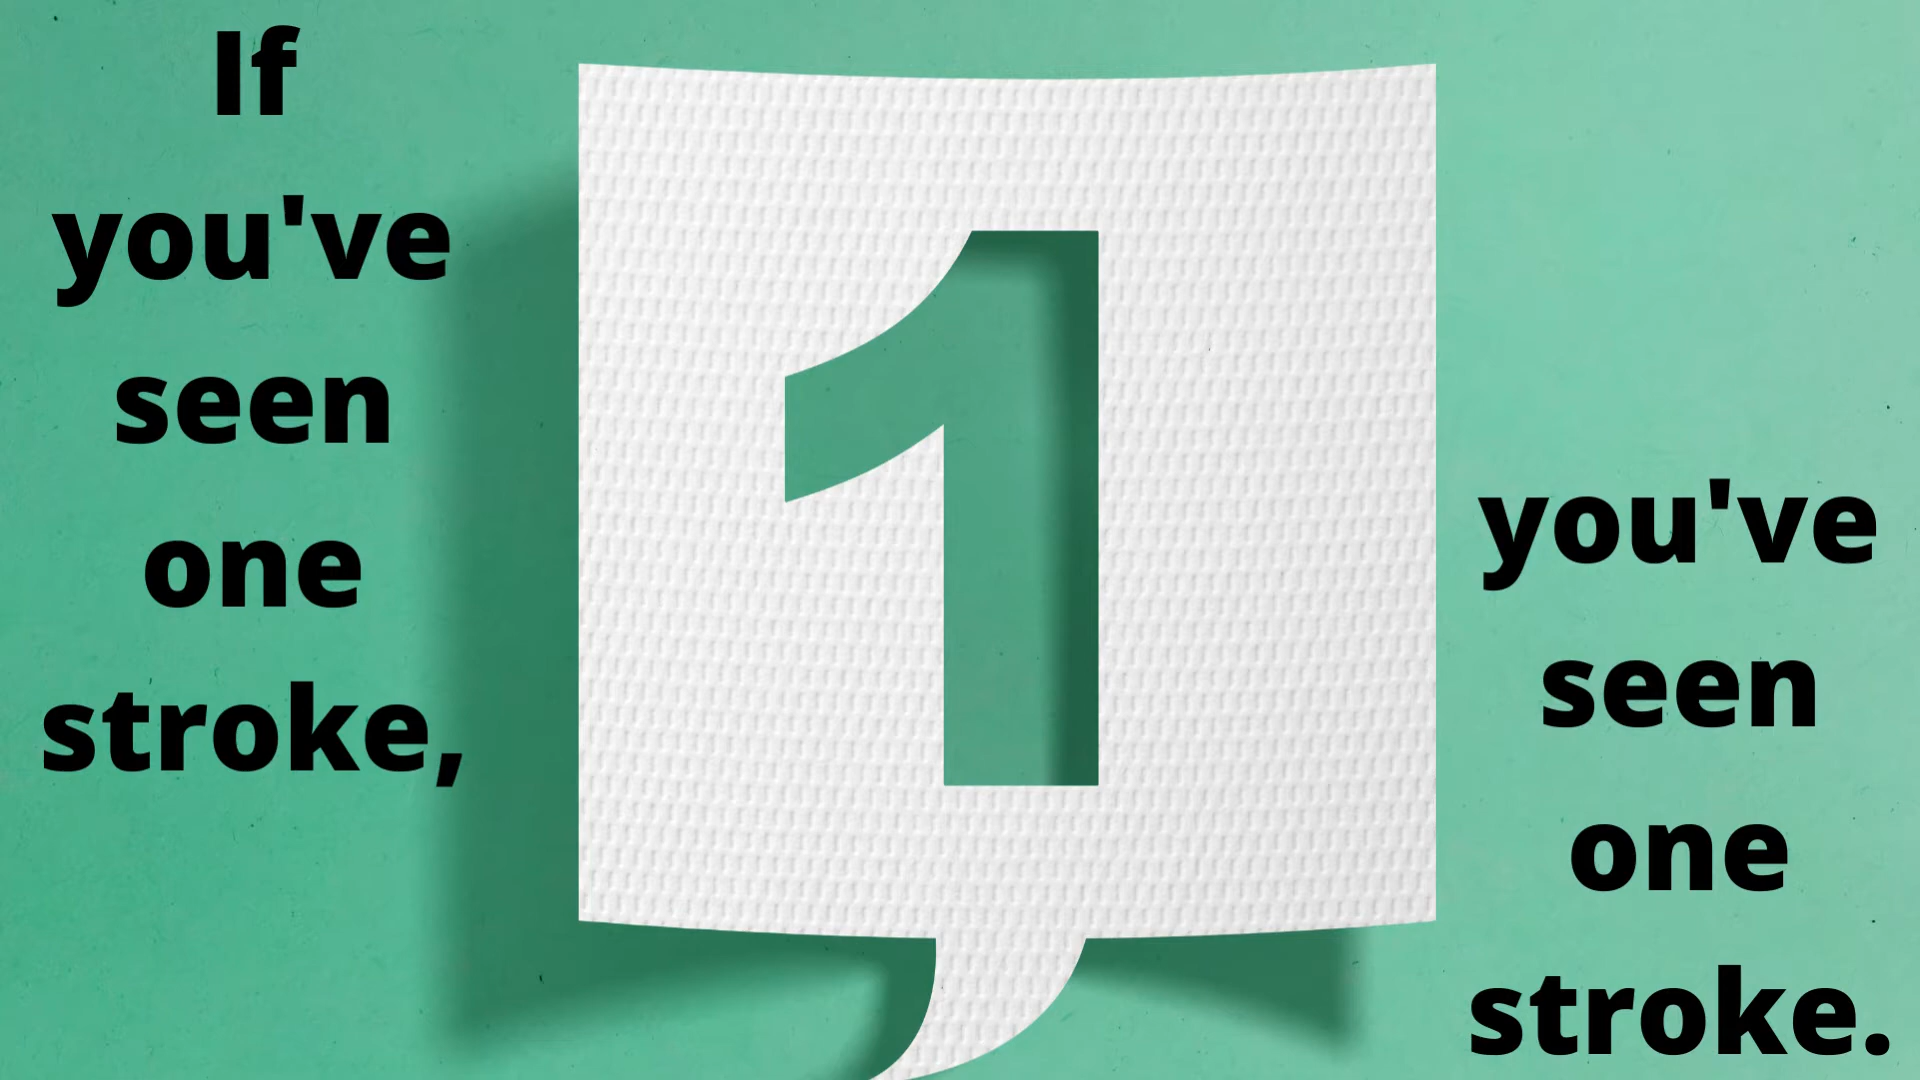 If
you've
seen
one
stroke,
1
you've
seen
one
stroke.